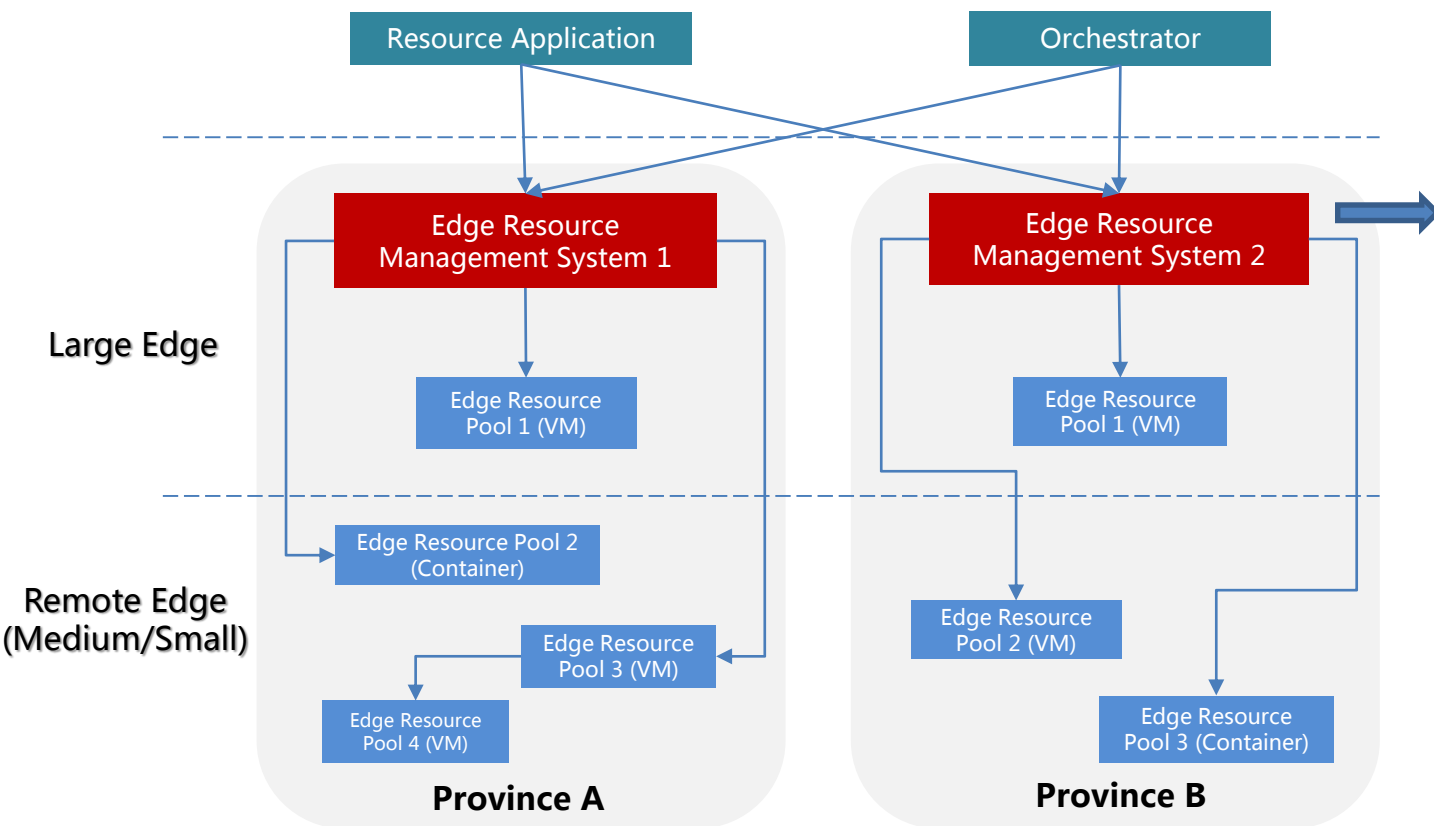 Resource Application
Orchestrator
Edge Resource
Management System 1
Edge Resource
Management System 2
Large Edge
Edge Resource
Pool 1 (VM)
Edge Resource
Pool 1 (VM)
Edge Resource Pool 2
(Container)
Remote Edge
(Medium/Small)
Edge Resource
Pool 3 (VM)
Edge Resource
Pool 2 (VM)
Edge Resource
Pool 4 (VM)
Edge Resource
Pool 3 (Container)
Province A
Province B